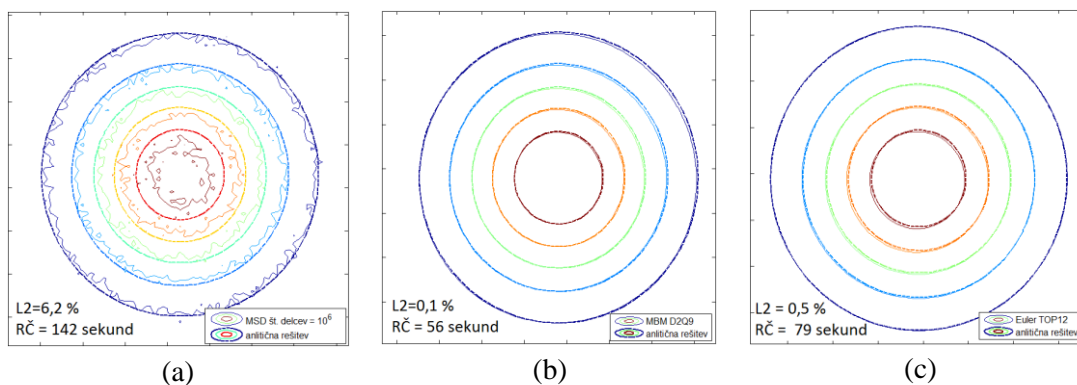 L2=6,2 %
RČ = 142 sekund
MSD št. delcev = 10⁶
anlitična rešitev
(a)
L2=0,1 %
RČ = 56 sekund
MBM D2Q9
anlitična rešitev
(b)
L2 = 0,5 %
RČ = 79 sekund
Euler TOP12
anlitična rešitev
(c)